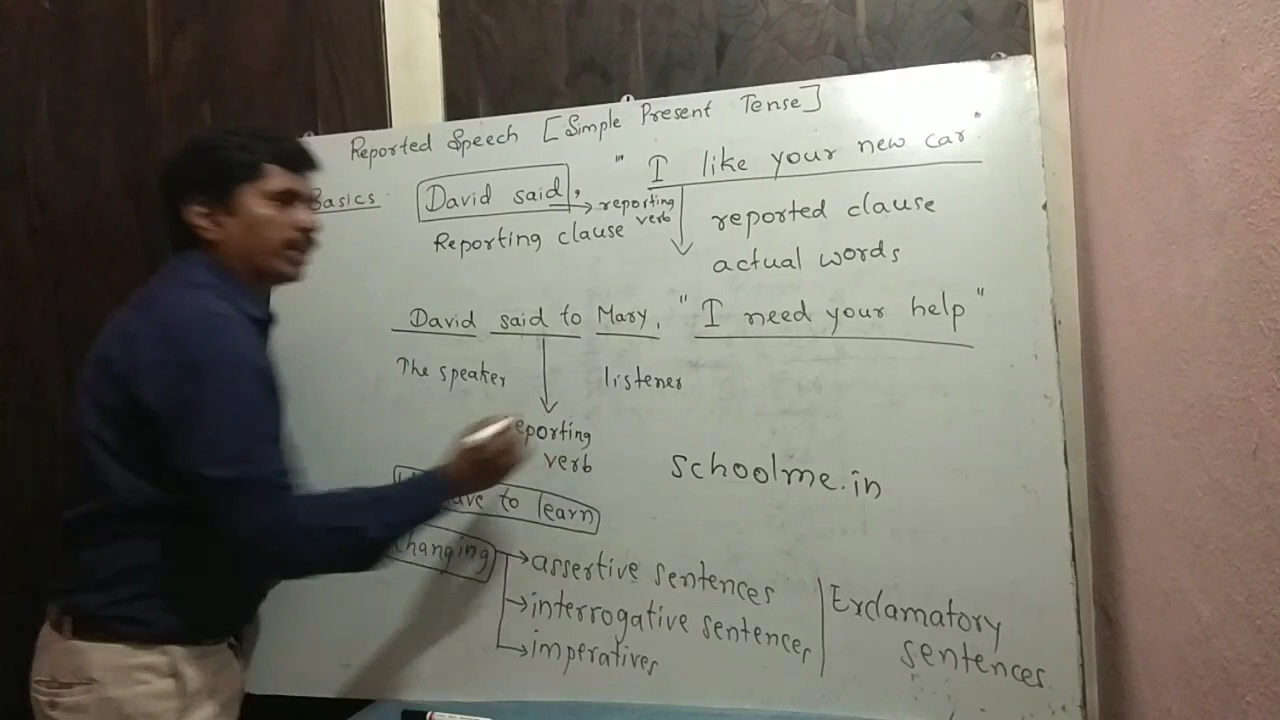 Reported Speech [Simple Present Tense]
Basics David said, "I like your new car"
reporting verb
Reporting clause
reported clause
actual words
David said to Mary, "I need your help"
The speaker listener
eporting
verb
schoolme.in
to learn
changing
assertive sentences
interrogative sentences
imperatives
Exclamatory
sentences